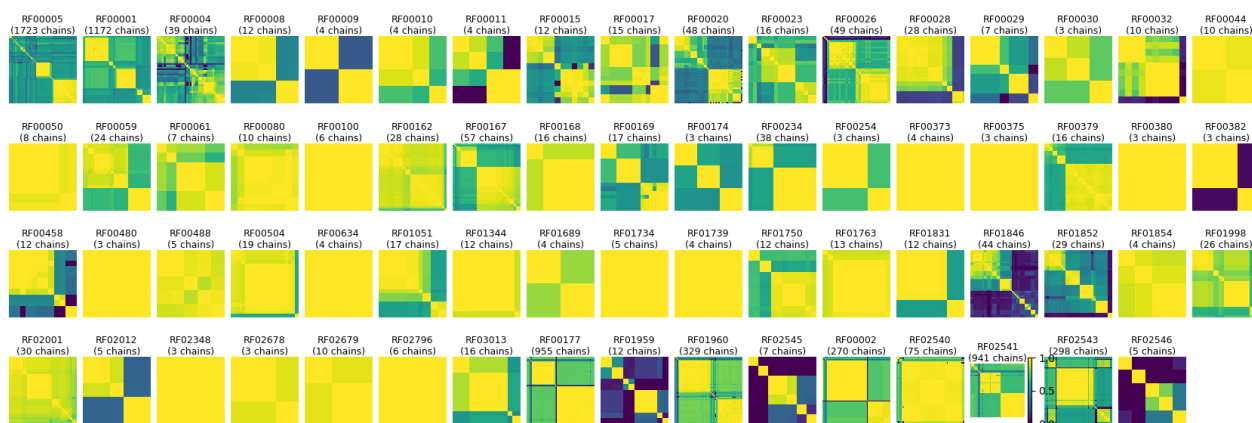 RF00005 RF00001 RF00004 RF00008 RF00009 RF00010 RF00011 RF00015 RF00017 RF00020 RF00023 RF00026 RF00028 RF00029 RF00030 RF00032 RF00044
(1723 chains) (1172 chains) (39 chains) (12 chains) (4 chains) (4 chains) (4 chains) (12 chains) (15 chains) (48 chains) (16 chains) (49 chains) (28 chains) (7 chains) (3 chains) (10 chains) (10 chains)
RF00050 RF00059 RF00061 RF00080 RF00100 RF00162 RF00167 RF00168 RF00169 RF00174 RF00234 RF00254 RF00373 RF00375 RF00379 RF00380 RF00382
(8 chains) (24 chains) (7 chains) (10 chains) (6 chains) (28 chains) (57 chains) (16 chains) (17 chains) (3 chains) (38 chains) (3 chains) (4 chains) (3 chains) (16 chains) (3 chains) (3 chains)
RF00458 RF00480 RF00488 RF00504 RF00634 RF01051 RF01344 RF01689 RF01734 RF01739 RF01750 RF01763 RF01831 RF01846 RF01852 RF01854 RF01998
(12 chains) (3 chains) (5 chains) (19 chains) (4 chains) (17 chains) (12 chains) (4 chains) (5 chains) (4 chains) (12 chains) (13 chains) (12 chains) (44 chains) (29 chains) (4 chains) (26 chains)
RF02001 RF02012 RF02348 RF02678 RF02679 RF02796 RF03013 RF00177 RF01959 RF01960 RF02545 RF00002 RF02540 RF02541 RF02543 RF02546
(30 chains) (5 chains) (3 chains) (3 chains) (10 chains) (6 chains) (16 chains) (955 chains) (12 chains) (329 chains) (7 chains) (270 chains) (75 chains) (941 chains) (298 chains) (5 chains)
1.0
0.5